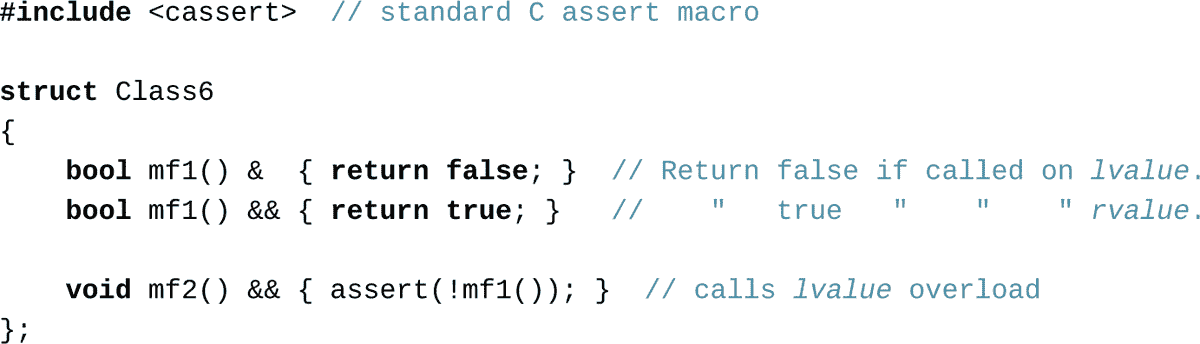 #include <cassert>  // standard C assert macro

struct Class6
{
    bool mf1() &  { return false; }  // Return false if called on lvalue.
    bool mf1() && { return true; }   //    "   true   "    "    " rvalue.

    void mf2() && { assert(!mf1()); }  // calls lvalue overload
};